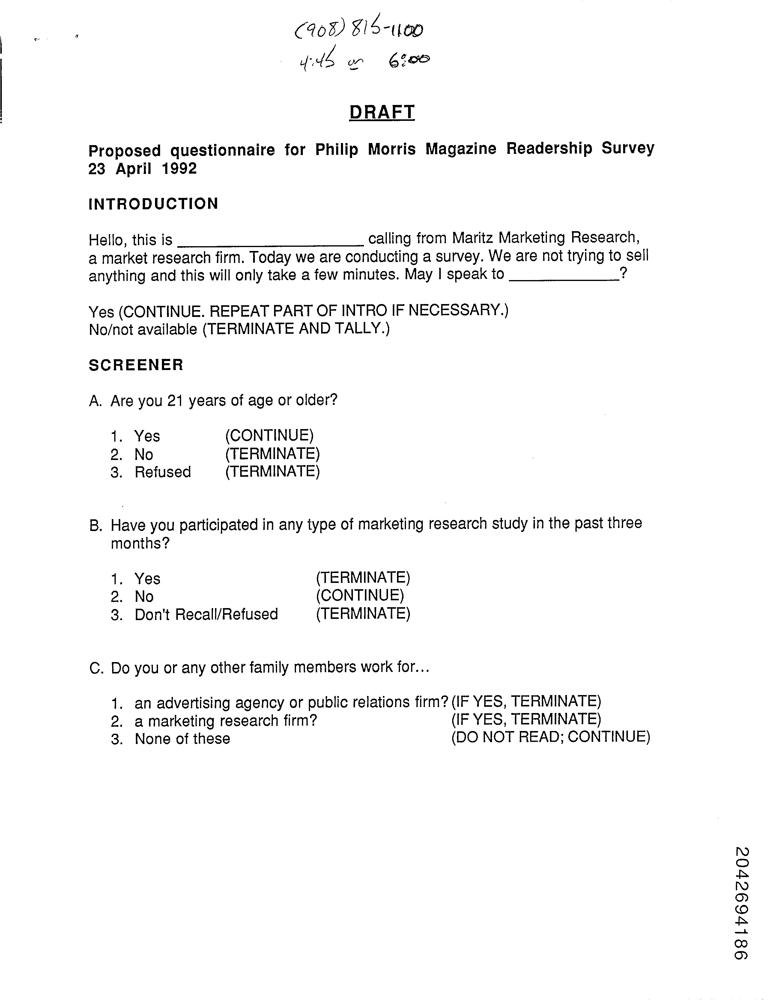 (908) 815-1100
4:45 or 6:00
DRAFT
Proposed questionnaire for Philip Morris Magazine Readership Survey
23 April 1992
INTRODUCTION
Hello, this is ______________________ calling from Maritz Marketing Research,
a market research firm. Today we are conducting a survey. We are not trying to sell
anything and this will only take a few minutes. May I speak to _____________?
Yes (CONTINUE. REPEAT PART OF INTRO IF NECESSARY.)
No/not available (TERMINATE AND TALLY.)
SCREENER
A. Are you 21 years of age or older?
1. Yes (CONTINUE)
2. No (TERMINATE)
3. Refused (TERMINATE)
B. Have you participated in any type of marketing research study in the past three
months?
1. Yes (TERMINATE)
2. No (CONTINUE)
3. Don't Recall/Refused (TERMINATE)
C. Do you or any other family members work for...
1. an advertising agency or public relations firm? (IF YES, TERMINATE)
2. a marketing research firm? (IF YES, TERMINATE)
3. None of these (DO NOT READ; CONTINUE)
2042694186